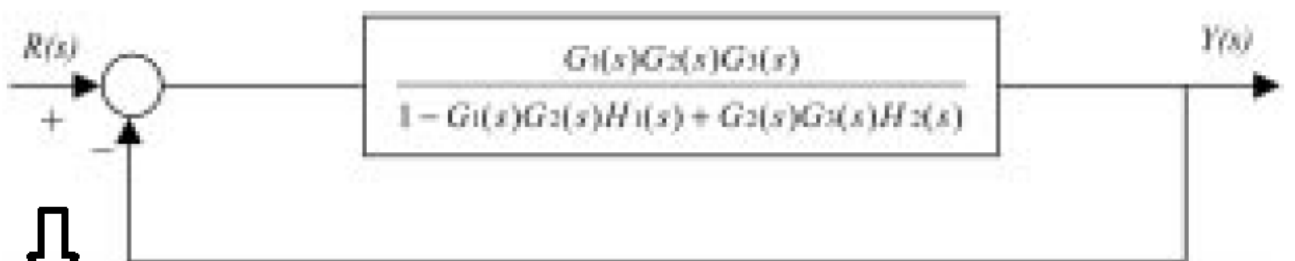 R(s)
Y(s)
G1(s)G2(s)G3(s)
1 − G1(s)G2(s)H1(s) + G2(s)G3(s)H2(s)
+
−